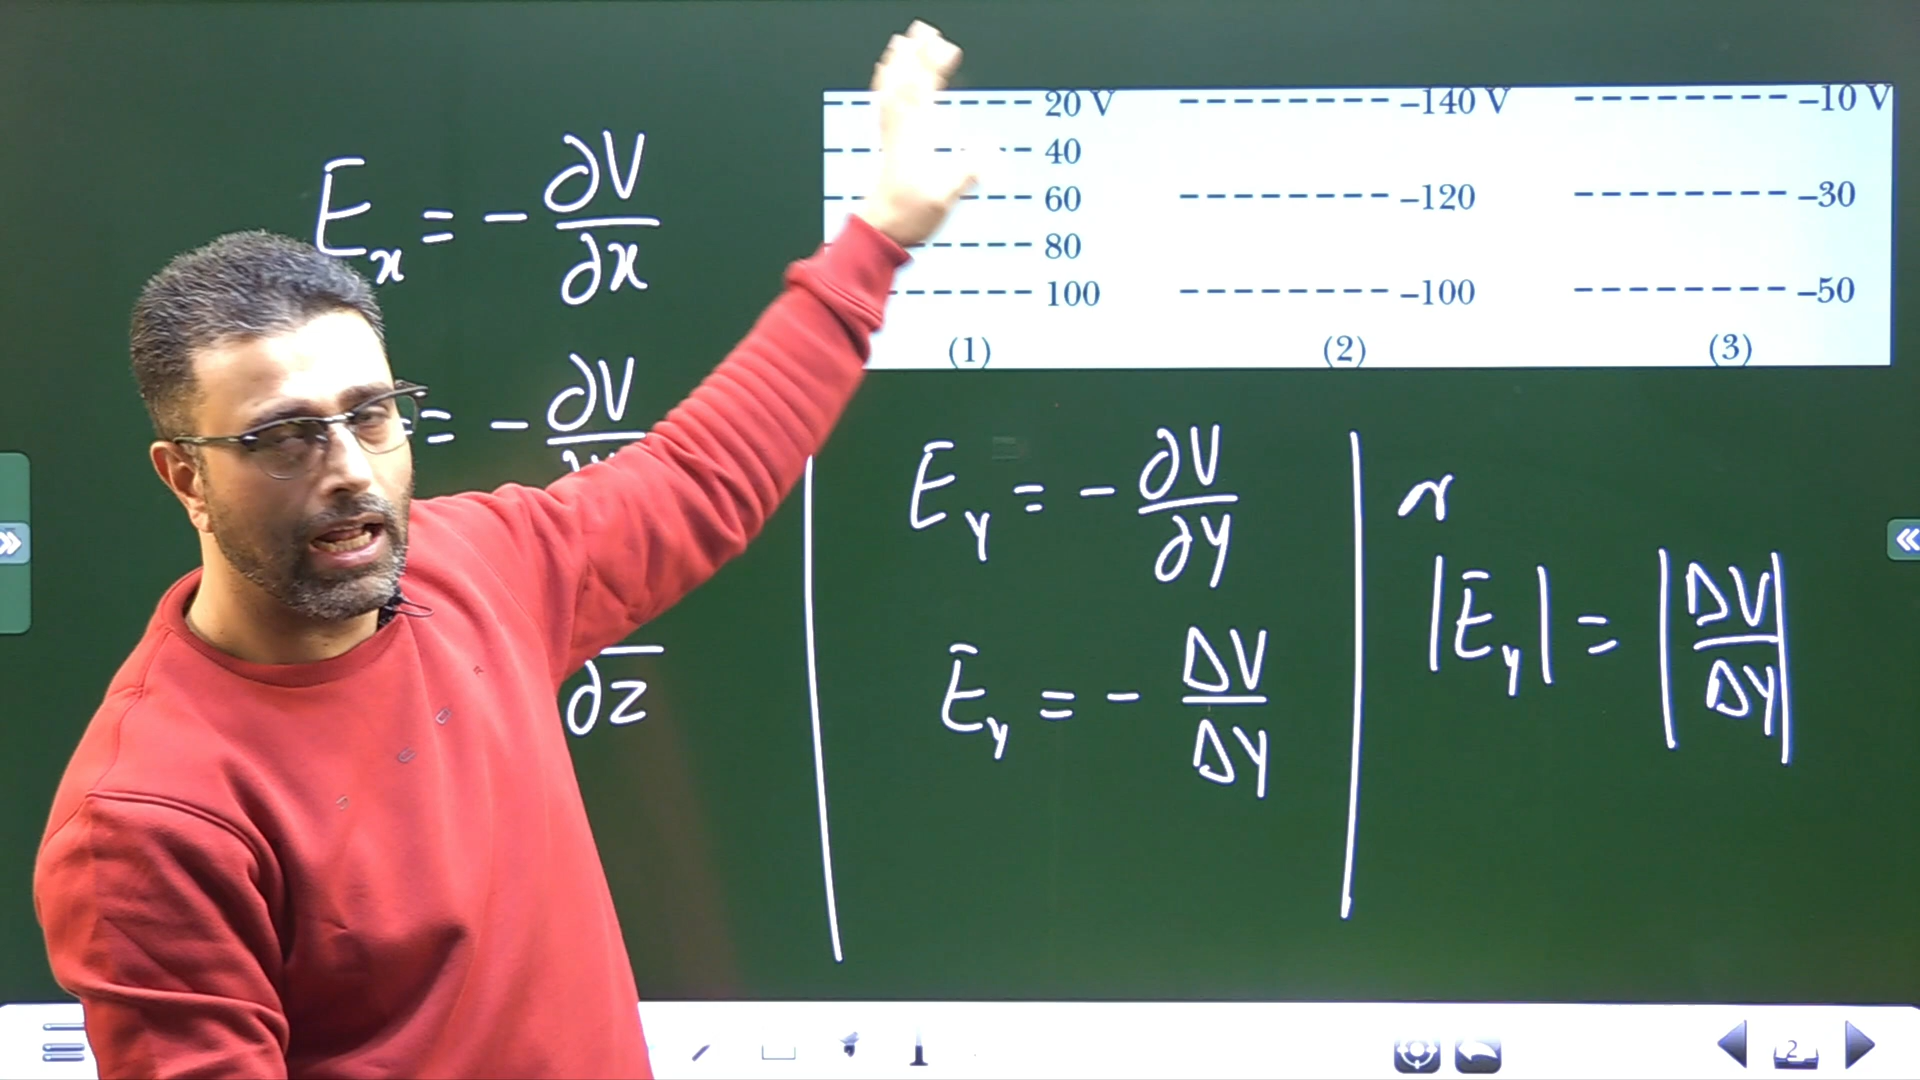 20 V
40
60
80
100
(1)
–140 V
–120
–100
(2)
–10 V
–30
–50
(3)
Ex = - ∂V/∂x
= - ∂V
∂z
Ey = - ∂V/∂y
Ey = - ΔV/Δy
|Ey| = |ΔV/Δy|
2